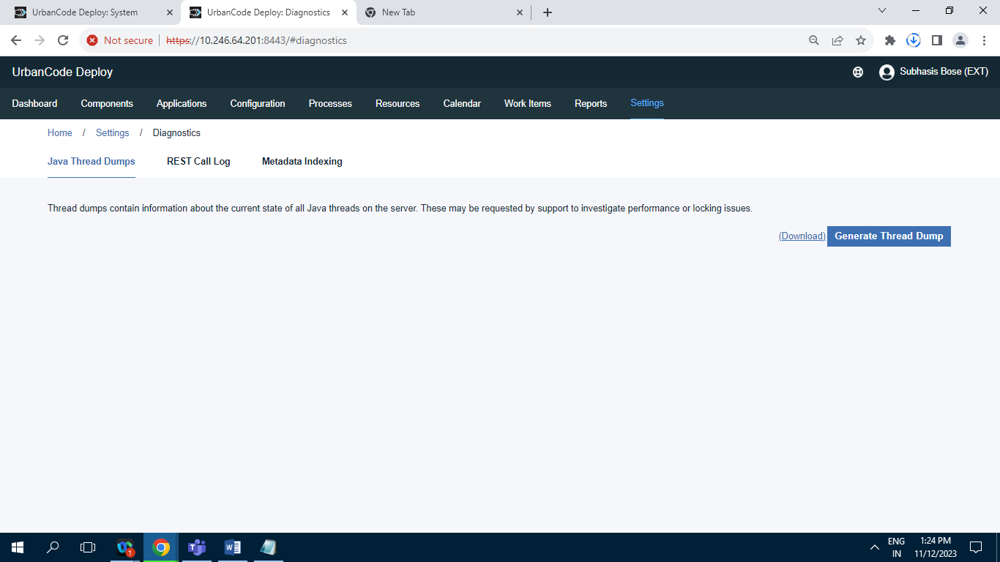 UrbanCode Deploy: System
UrbanCode Deploy: Diagnostics
New Tab
Not secure
https://10.246.64.201:8443/#diagnostics
UrbanCode Deploy
Subhasis Bose (EXT)
Dashboard Components Applications Configuration Processes Resources Calendar Work Items Reports Settings
Home / Settings / Diagnostics
Java Thread Dumps REST Call Log Metadata Indexing
Thread dumps contain information about the current state of all Java threads on the server. These may be requested by support to investigate performance or locking issues.
(Download) Generate Thread Dump
1
ENG
IN
1:24 PM
11/12/2023